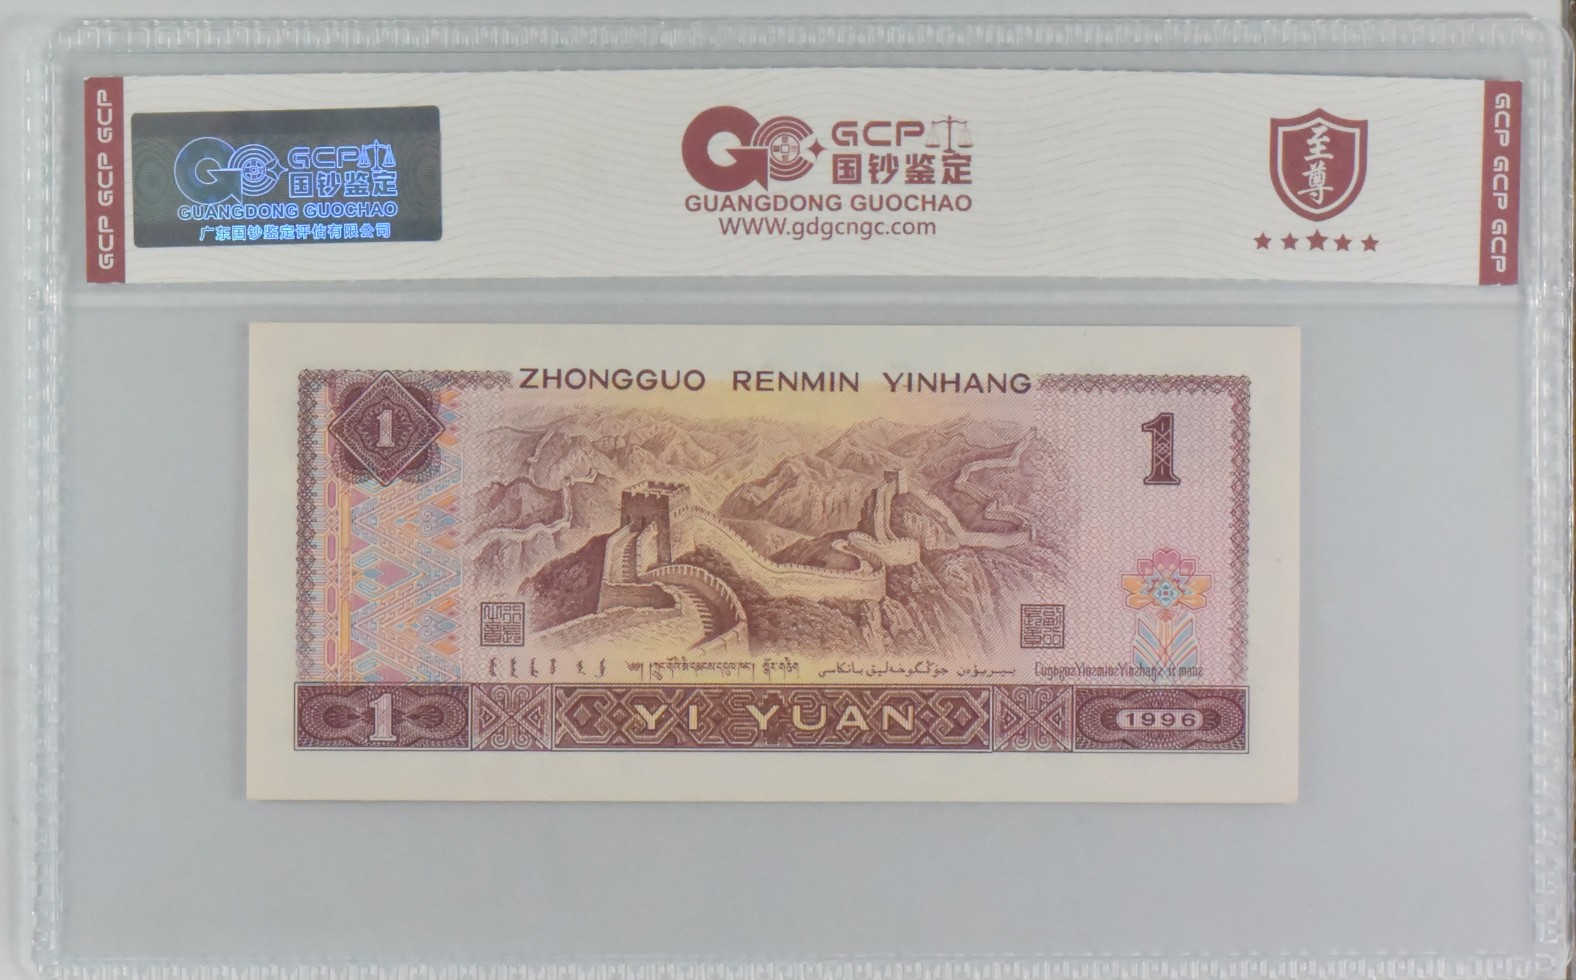 GCP GCP GCP
GCP
国钞鉴定
GUANGDONG GUOCHAO
广东国钞鉴定评估有限公司
GCP
国钞鉴定
GUANGDONG GUOCHAO
WWW.gdgcngc.com
至尊
GCP GCP GCP
ZHONGGUO RENMIN YINHANG
1
1
1
YI YUAN
1996